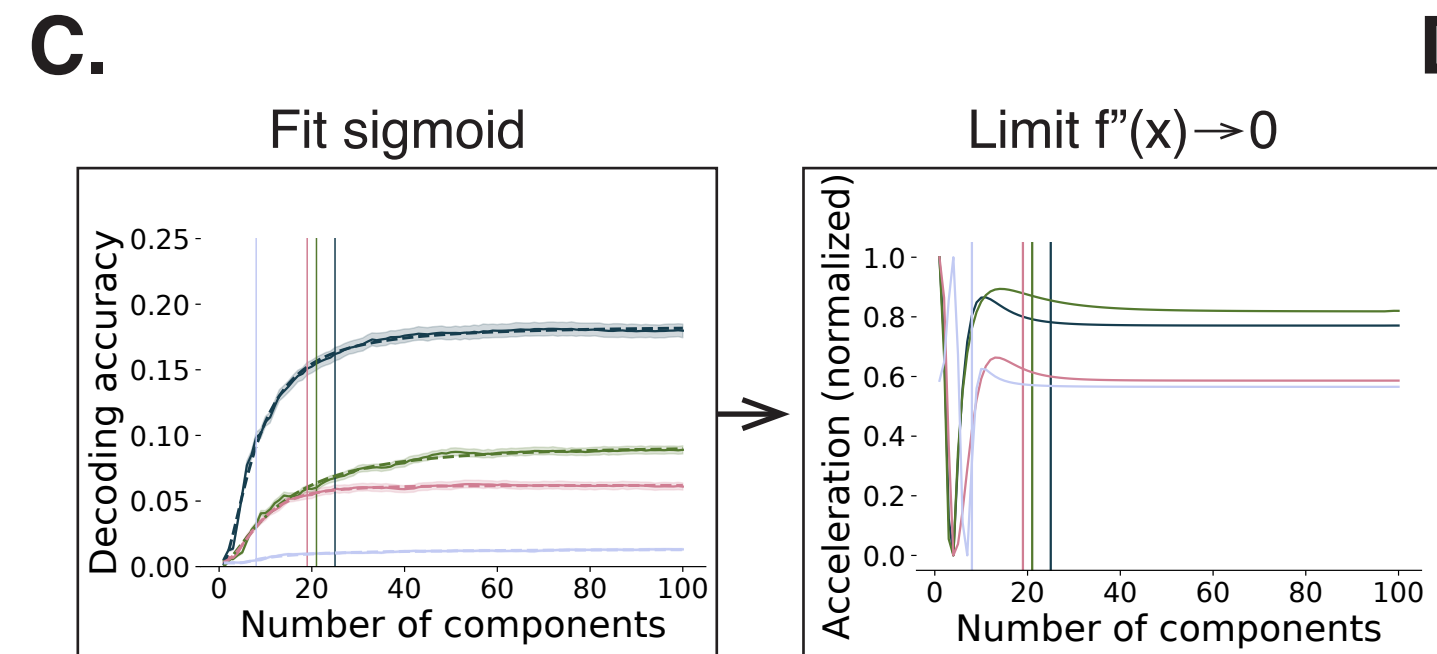 C.
Fit sigmoid
Limit f”(x)→0
Decoding accuracy
0.25
0.20
0.15
0.10
0.05
0.00
0 20 40 60 80 100
Number of components
Acceleration (normalized)
1.0
0.8
0.6
0.4
0.2
0.0
0 20 40 60 80 100
Number of components